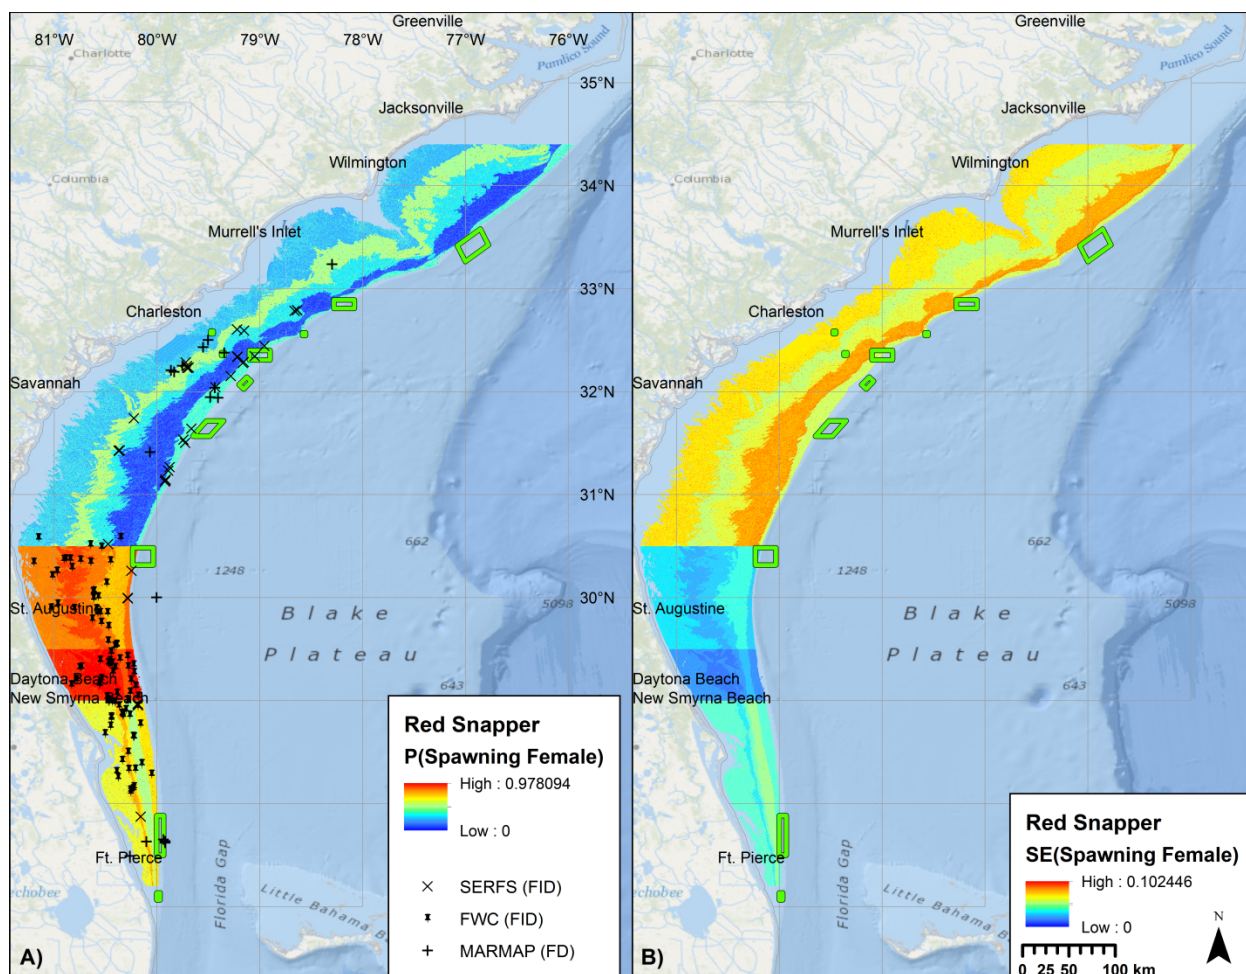 Greenville
81°W 80°W 79°W 78°W 77°W 76°W
Charlotte
Pamlico Sound
35°N
Jacksonville
Wilmington
Columbia
34°N
Murrell's Inlet
33°N
Charleston
Savannah
32°N
31°N
662
1248
30°N
St. Augustine
5098
Blake
Plateau
Daytona Beach
643
New Smyrna Beach
Red Snapper
P(Spawning Female)
High : 0.978094
Low : 0
Ft. Pierce
Florida Gap
echobee
Little Bahama B
SERFS (FID)
FWC (FID)
MARMAP (FD)
A)
Greenville
Charlotte
Pamlico Sound
Jacksonville
Wilmington
Columbia
Murrell's Inlet
Charleston
Savannah
662
1248
St. Augustine
5098
Blake
Plateau
Daytona Beach
643
New Smyrna Beach
Ft. Pierce
Florida Gap
echobee
Little Bahama
Red Snapper
SE(Spawning Female)
High : 0.102446
Low : 0
N
0 25 50 100 km
B)